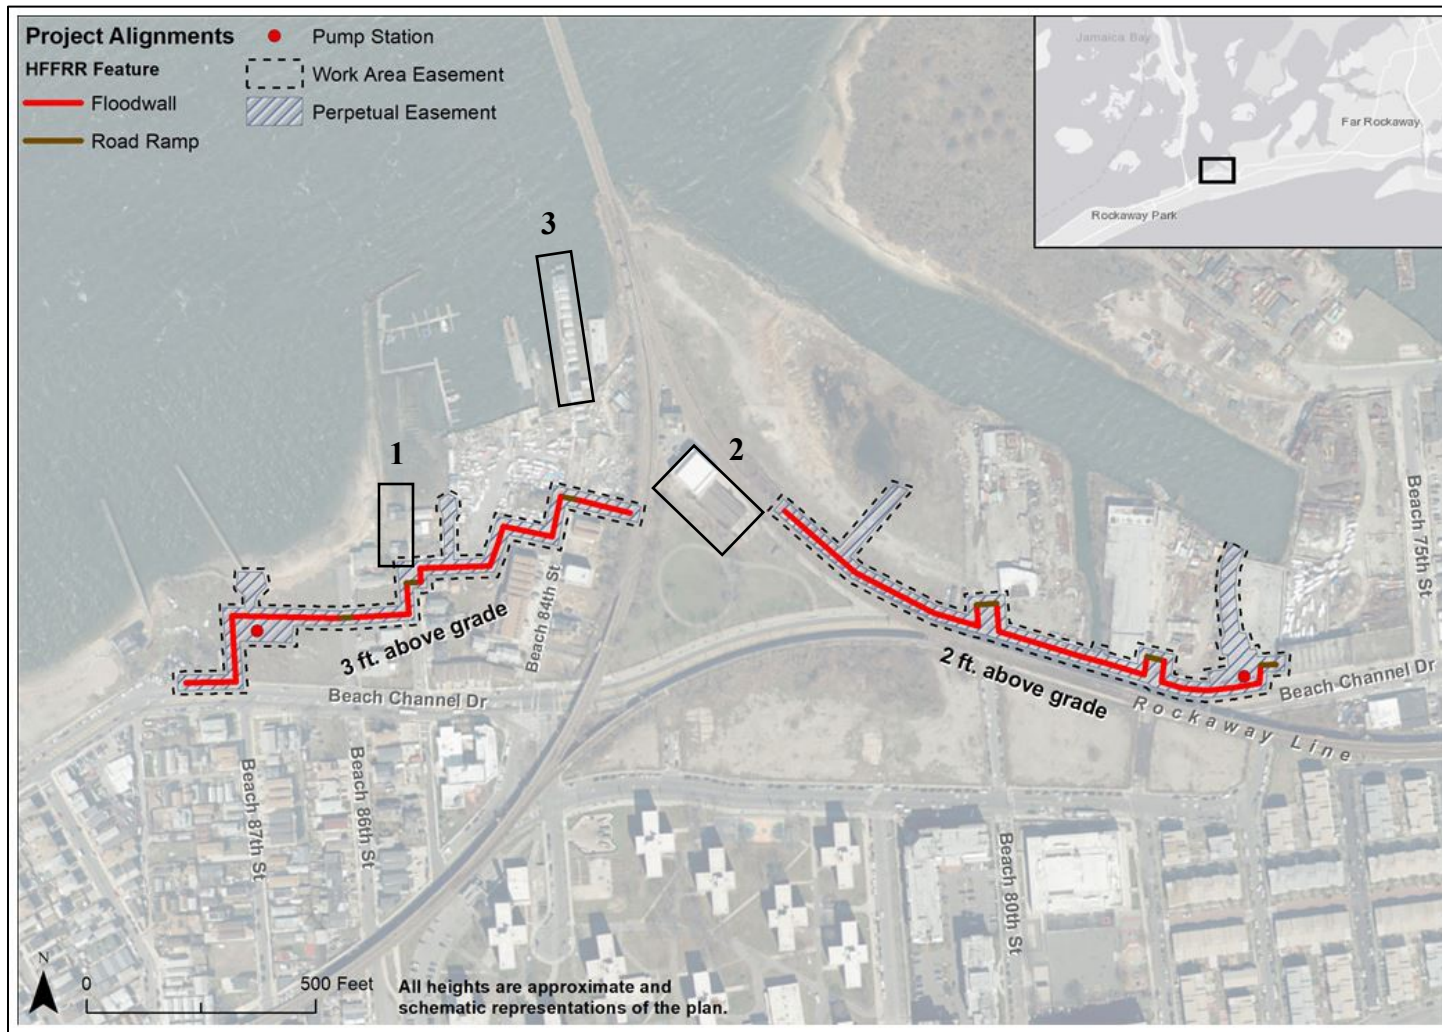 Project Alignments
HFFRR Feature
Floodwall
Road Ramp
Pump Station
Work Area Easement
Perpetual Easement
Jamaica Bay
Far Rockaway
Rockaway Park
3
1
2
Beach 75th St
Beach 84th St
3 ft. above grade
2 ft. above grade
Beach Channel Dr
Beach Channel Dr
Rockaway Line
Beach 87th St
Beach 86th St
Beach 80th St
N
0 500 Feet
All heights are approximate and
schematic representations of the plan.